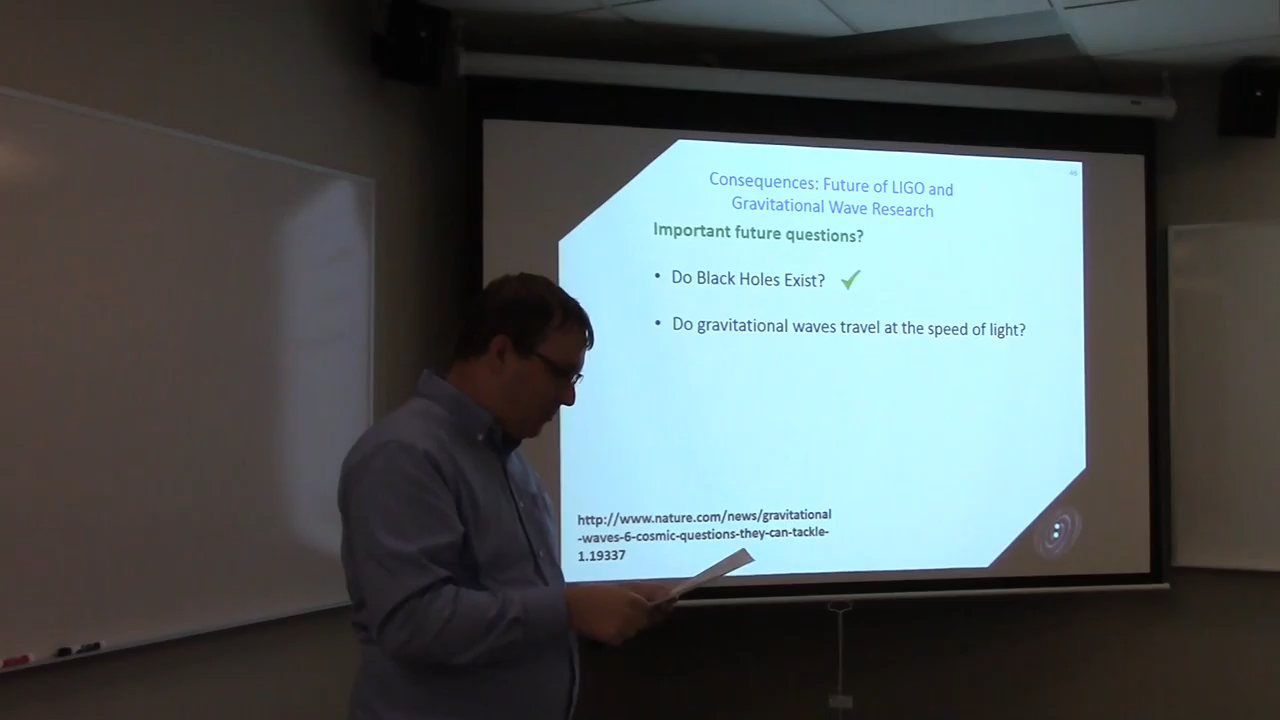 Consequences: Future of LIGO and
Gravitational Wave Research
Important future questions?
• Do Black Holes Exist? ✓
• Do gravitational waves travel at the speed of light?
http://www.nature.com/news/gravitational
-waves-6-cosmic-questions-they-can-tackle-
1.19337